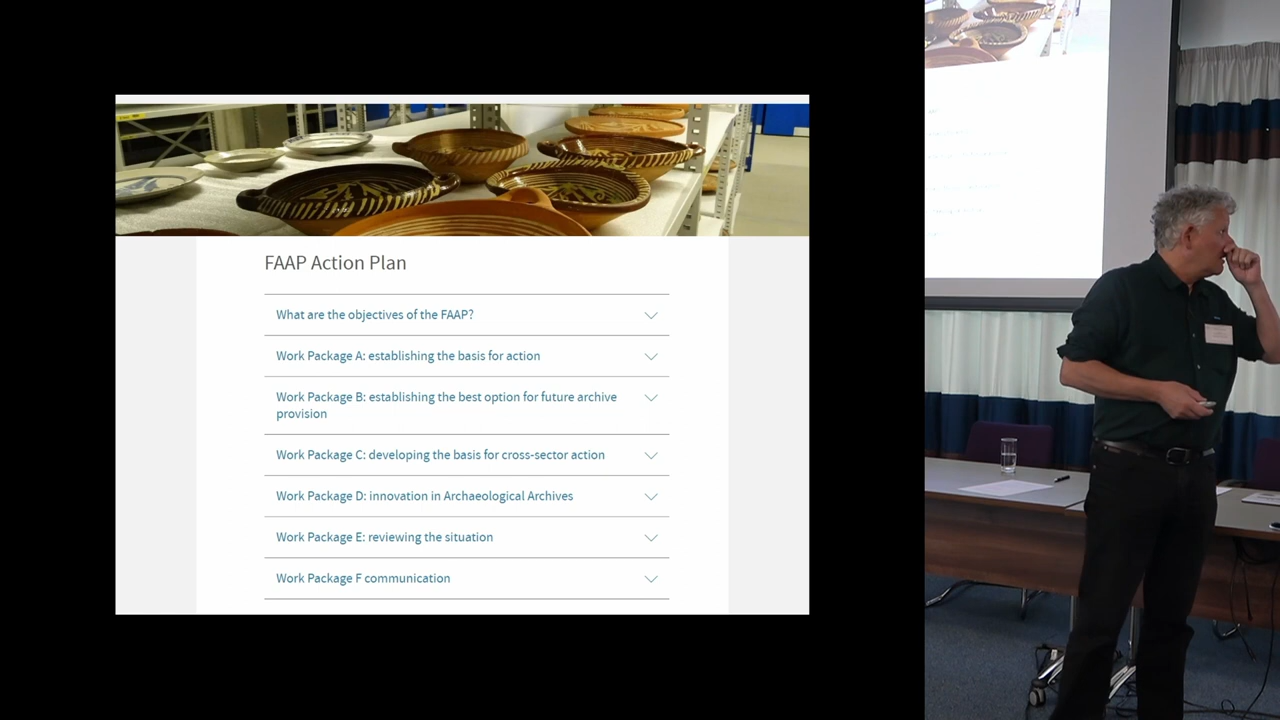 FAAP Action Plan
What are the objectives of the FAAP?
Work Package A: establishing the basis for action
Work Package B: establishing the best option for future archive
provision
Work Package C: developing the basis for cross-sector action
Work Package D: innovation in Archaeological Archives
Work Package E: reviewing the situation
Work Package F communication